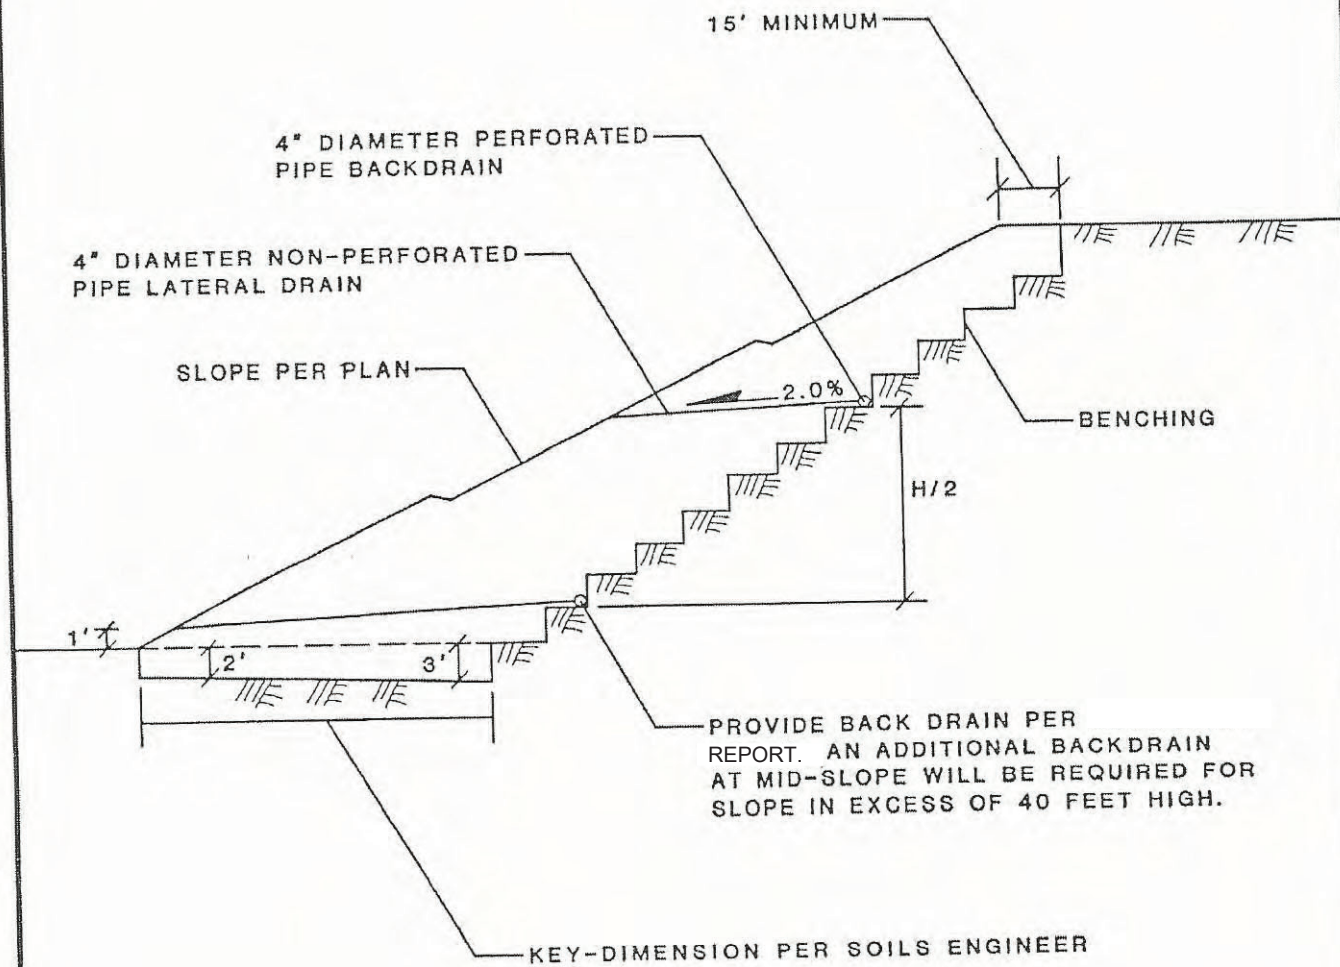 15' MINIMUM
4" DIAMETER PERFORATED
PIPE BACKDRAIN
4" DIAMETER NON-PERFORATED
PIPE LATERAL DRAIN
SLOPE PER PLAN
2.0%
BENCHING
H/2
1'
2'
3'
PROVIDE BACK DRAIN PER
REPORT. AN ADDITIONAL BACKDRAIN
AT MID-SLOPE WILL BE REQUIRED FOR
SLOPE IN EXCESS OF 40 FEET HIGH.
KEY-DIMENSION PER SOILS ENGINEER